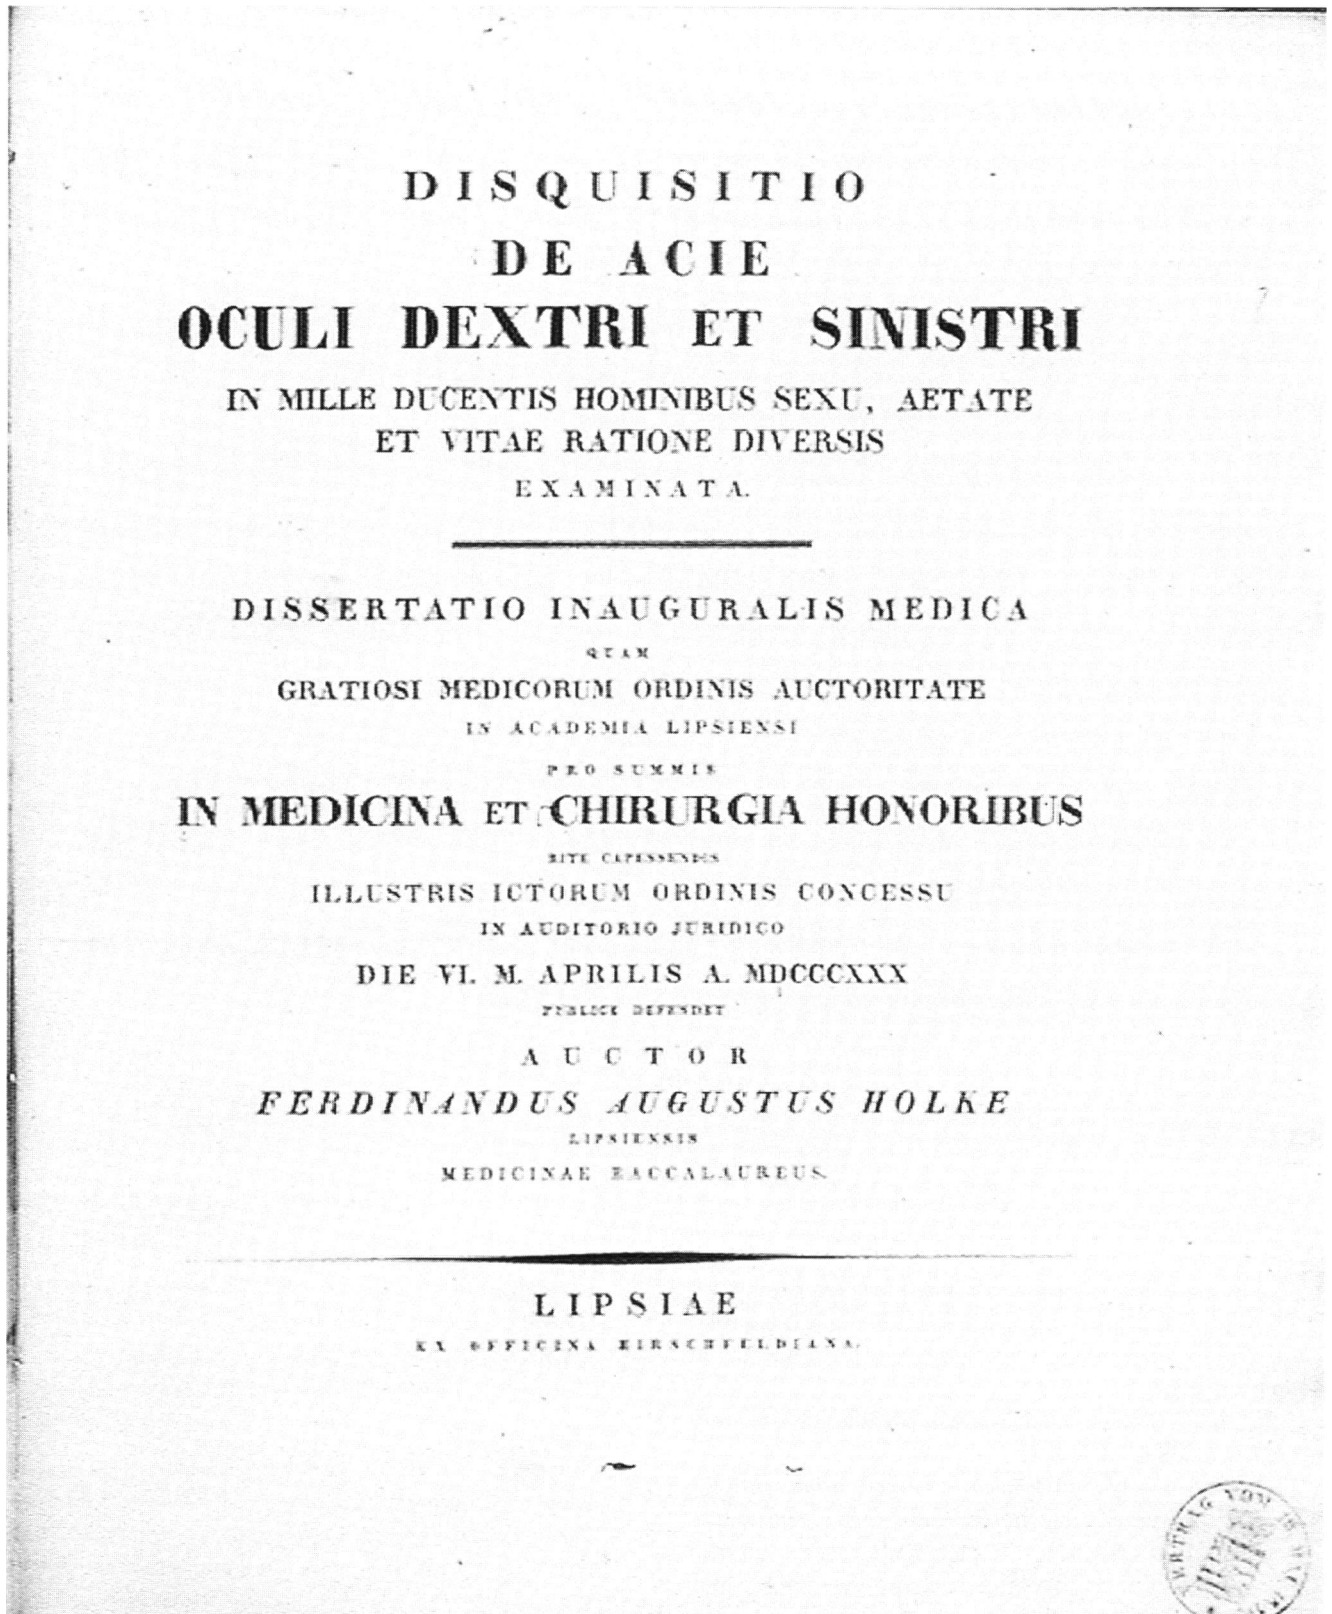 DISQUISITIO
DE ACIE
OCULI DEXTRI ET SINISTRI
IN MILLE DUCENTIS HOMINIBUS SEXU, AETATE
ET VITAE RATIONE DIVERSIS
EXAMINATA.
DISSERTATIO INAUGURALIS MEDICA
QUAM
GRATIOSI MEDICORUM ORDINIS AUCTORITATE
IN ACADEMIA LIPSIENSI
PRO SUMMIS
IN MEDICINA ET CHIRURGIA HONORIBUS
RITE CAPESSENDIS
ILLUSTRIS ICTORUM ORDINIS CONCESSU
IN AUDITORIO JURIDICO
DIE VI. M. APRILIS A. MDCCCXXX
PUBLICE DEFENDET
AUCTOR
FERDINANDUS AUGUSTUS HOLKE
LIPSIENSIS
MEDICINAE BACCALAUREUS.
LIPSIAE
EX OFFICINA HIRSCHFELDIANA.
VERTRAG VOM